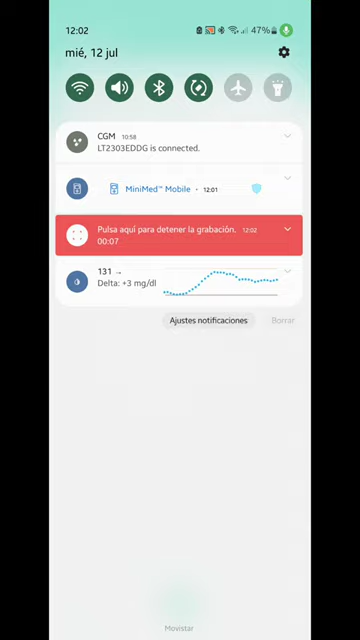 12:02
47%
mié, 12 jul
CGM 10:58
LT2303EDDG is connected.
MiniMed™ Mobile • 12:01
Pulsa aquí para detener la grabación. 12:02
00:07
131 →
Delta: +3 mg/dl
Ajustes notificaciones
Borrar
Movistar